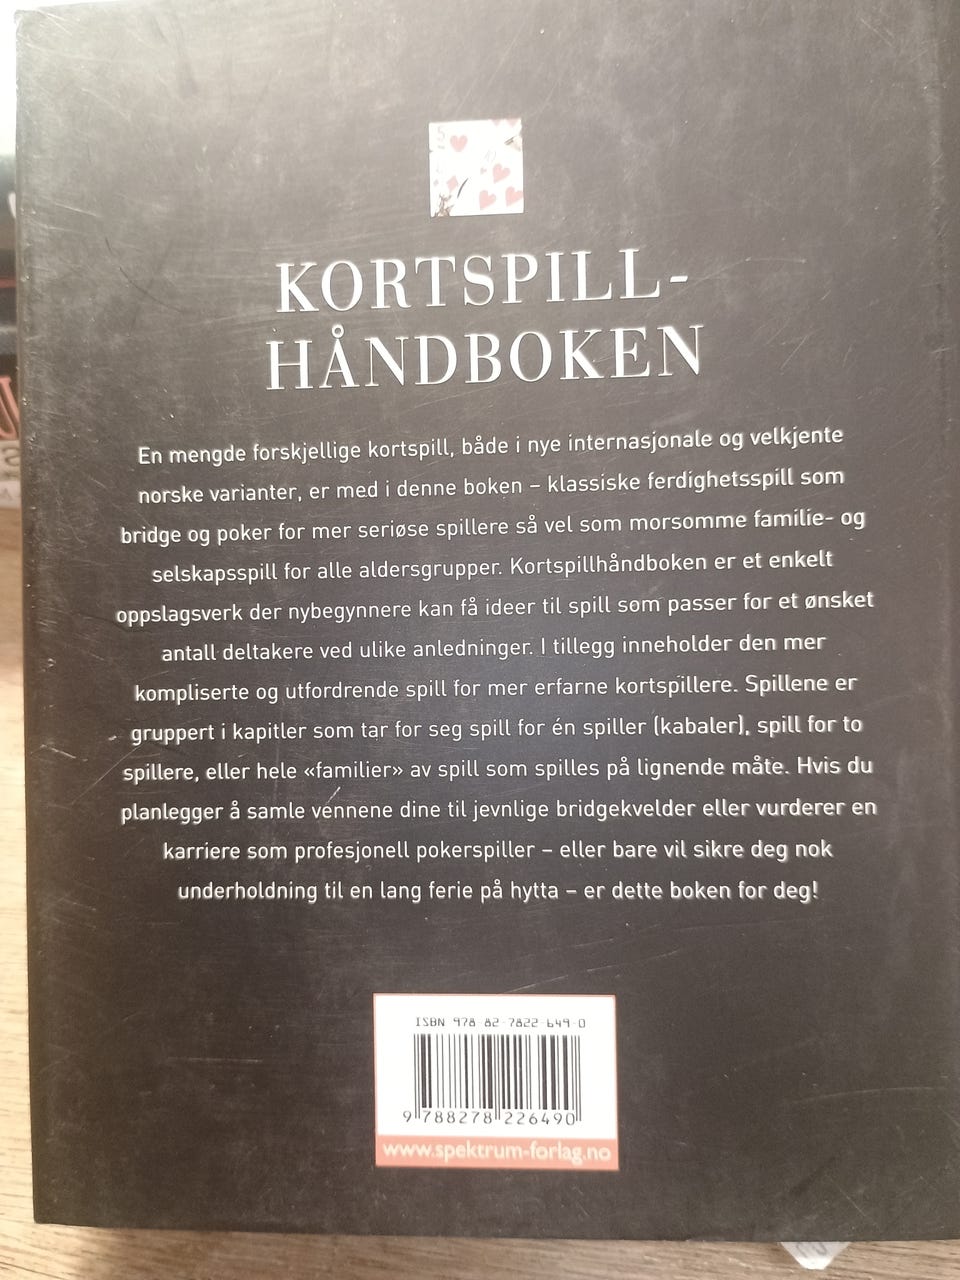 KORTSPILL-
HÅNDBOKEN
En mengde forskjellige kortspill, både i nye internasjonale og velkjente
norske varianter, er med i denne boken – klassiske ferdighetsspill som
bridge og poker for mer seriøse spillere så vel som morsomme familie- og
selskapsspill for alle aldersgrupper. Kortspillhåndboken er et enkelt
oppslagsverk der nybegynnere kan få ideer til spill som passer for et ønsket
antall deltakere ved ulike anledninger. I tillegg inneholder den mer
kompliserte og utfordrende spill for mer erfarne kortspillere. Spillene er
gruppert i kapitler som tar for seg spill for én spiller (kabaler), spill for to
spillere, eller hele «familier» av spill som spilles på lignende måte. Hvis du
planlegger å samle vennene dine til jevnlige bridgekvelder eller vurderer en
karriere som profesjonell pokerspiller – eller bare vil sikre deg nok
underholdning til en lang ferie på hytta – er dette boken for deg!
ISBN 978-82-7822-649-0
9 788278 226490
www.spektrum-forlag.no